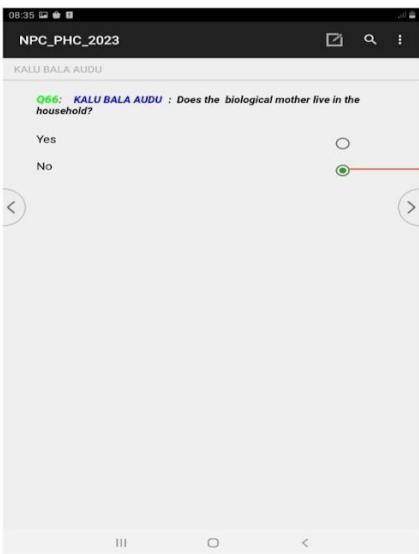 08:35
NPC_PHC_2023
KALU BALA AUDU
Q66: KALU BALA AUDU : Does the biological mother live in the
household?
Yes
No